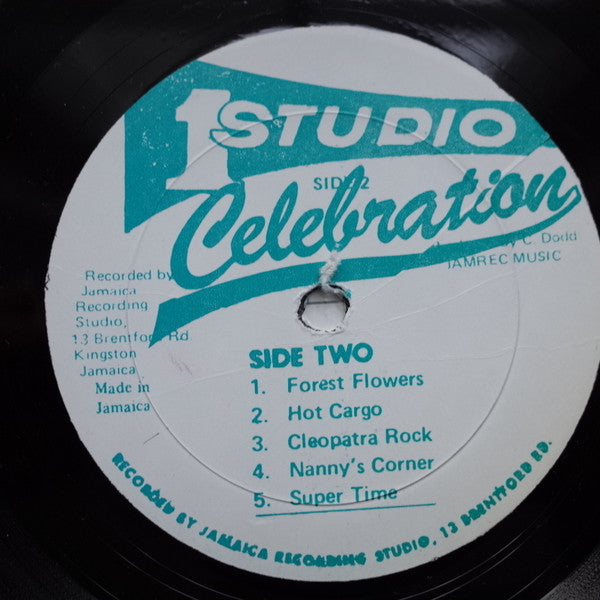 1 STUDIO
SIDE 2
Celebration
C. Dodd
JAMREC MUSIC
Recorded by
Jamaica
Recording
Studio,
13 Brentford Rd
Kingston
Jamaica
Made in
Jamaica
SIDE TWO
1. Forest Flowers
2. Hot Cargo
3. Cleopatra Rock
4. Nanny's Corner
5. Super Time
RECORDED BY JAMAICA RECORDING STUDIO, 13 BRENTFORD RD.